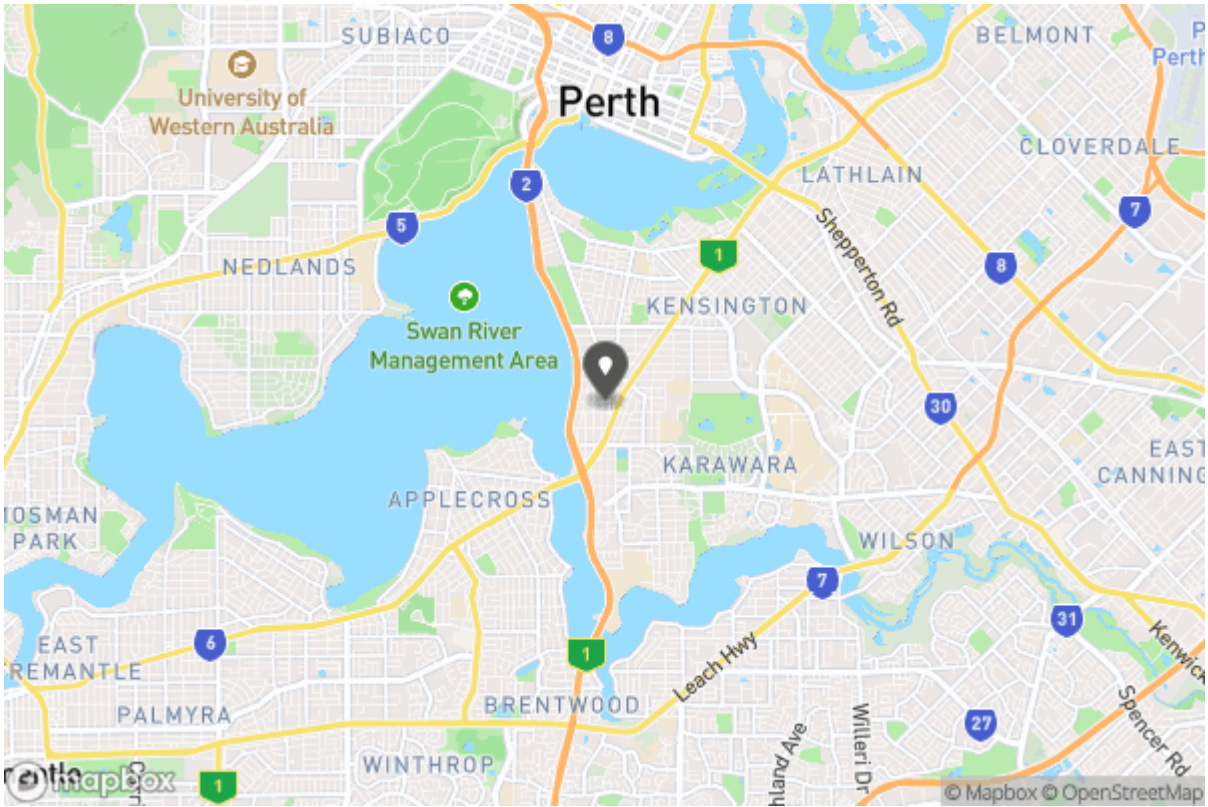 SUBIACO
8
BELMONT
P
Perth
University of
Western Australia
Perth
CLOVERDALE
LATHLAIN
2
7
5
Shepperton Rd
1
8
NEDLANDS
KENSINGTON
Swan River
Management Area
30
EAST
CANNING
KARAWARA
APPLECROSS
MOSMAN
PARK
WILSON
7
31
6
EAST
FREMANTLE
1
Kenwick
Leach Hwy
BRENTWOOD
PALMYRA
27
Spencer Rd
Willeri Dr
hland Ave
WINTHROP
1
mapbox
© Mapbox © OpenStreetMap